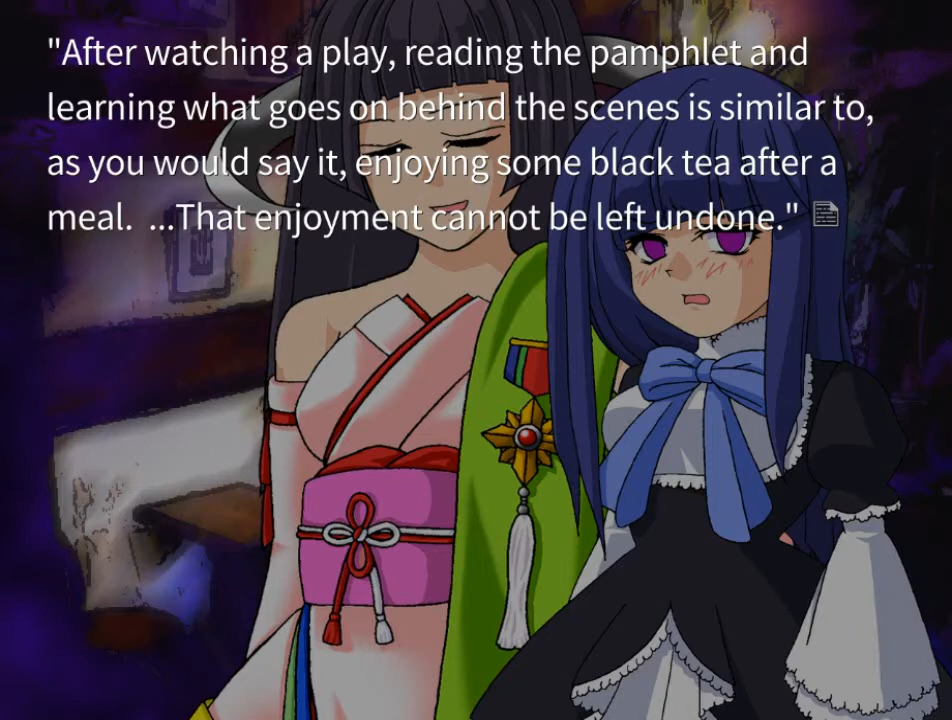 "After watching a play, reading the pamphlet and
learning what goes on behind the scenes is similar to,
as you would say it, enjoying some black tea after a
meal.  ...That enjoyment cannot be left undone."